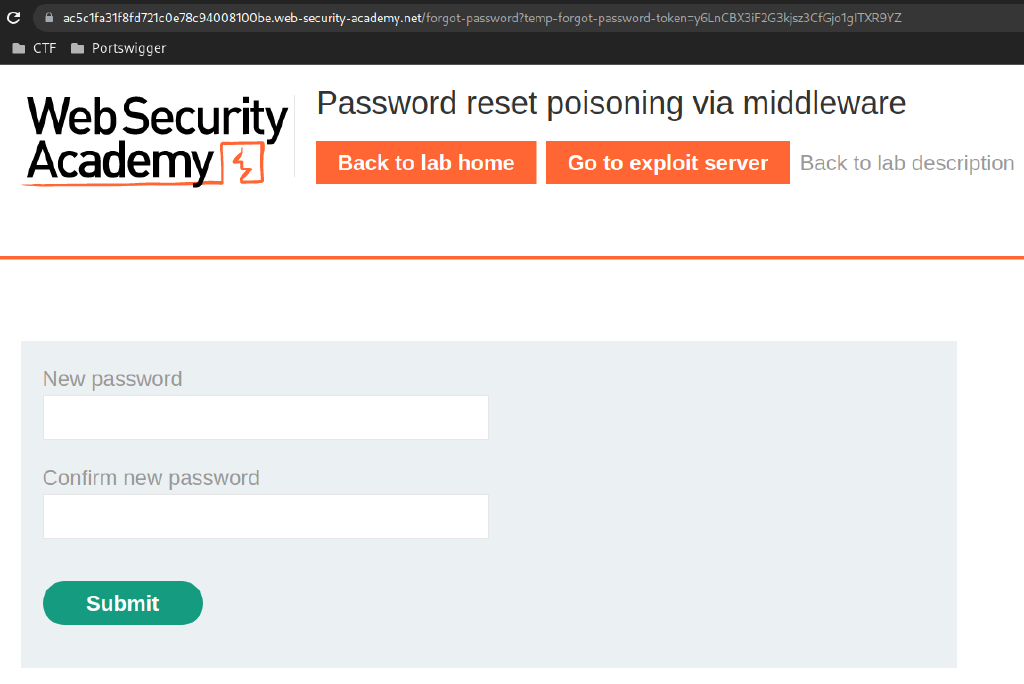 ac5c1fa31f8fd721c0e78c94008100be.web-security-academy.net/forgot-password?temp-forgot-password-token=y6LnCBX3iF2G3kjsz3CfGjo1gITXR9YZ
CTF Portswigger
Web Security
Academy
Password reset poisoning via middleware
Back to lab home Go to exploit server Back to lab description
New password
Confirm new password
Submit